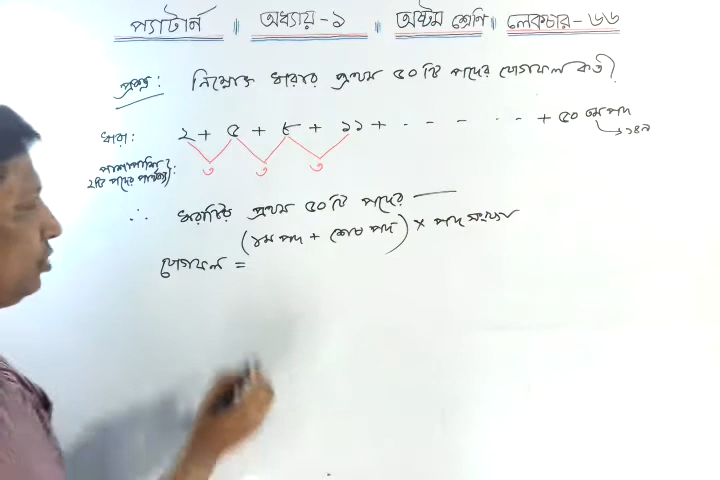 প্যাটার্ন | অধ্যায় - ১ | অষ্টম শ্রেণি | লেকচার - ৬৬
প্রশ্ন: নিম্নোক্ত ধারার প্রথম ৫০টি পদের যোগফল কত?
ধারা: ২ + ৫ + ৮ + ১১ + . - - . . - + ৫০ তম পদ
→ ১৪৯
পাশাপাশি ২টি পদের পার্থক্য: ৩ ৩ ৩
∴ ধারাটির প্রথম ৫০টি পদের
যোগফল = (১ম পদ + শেষ পদ) × পদ সংখ্যা